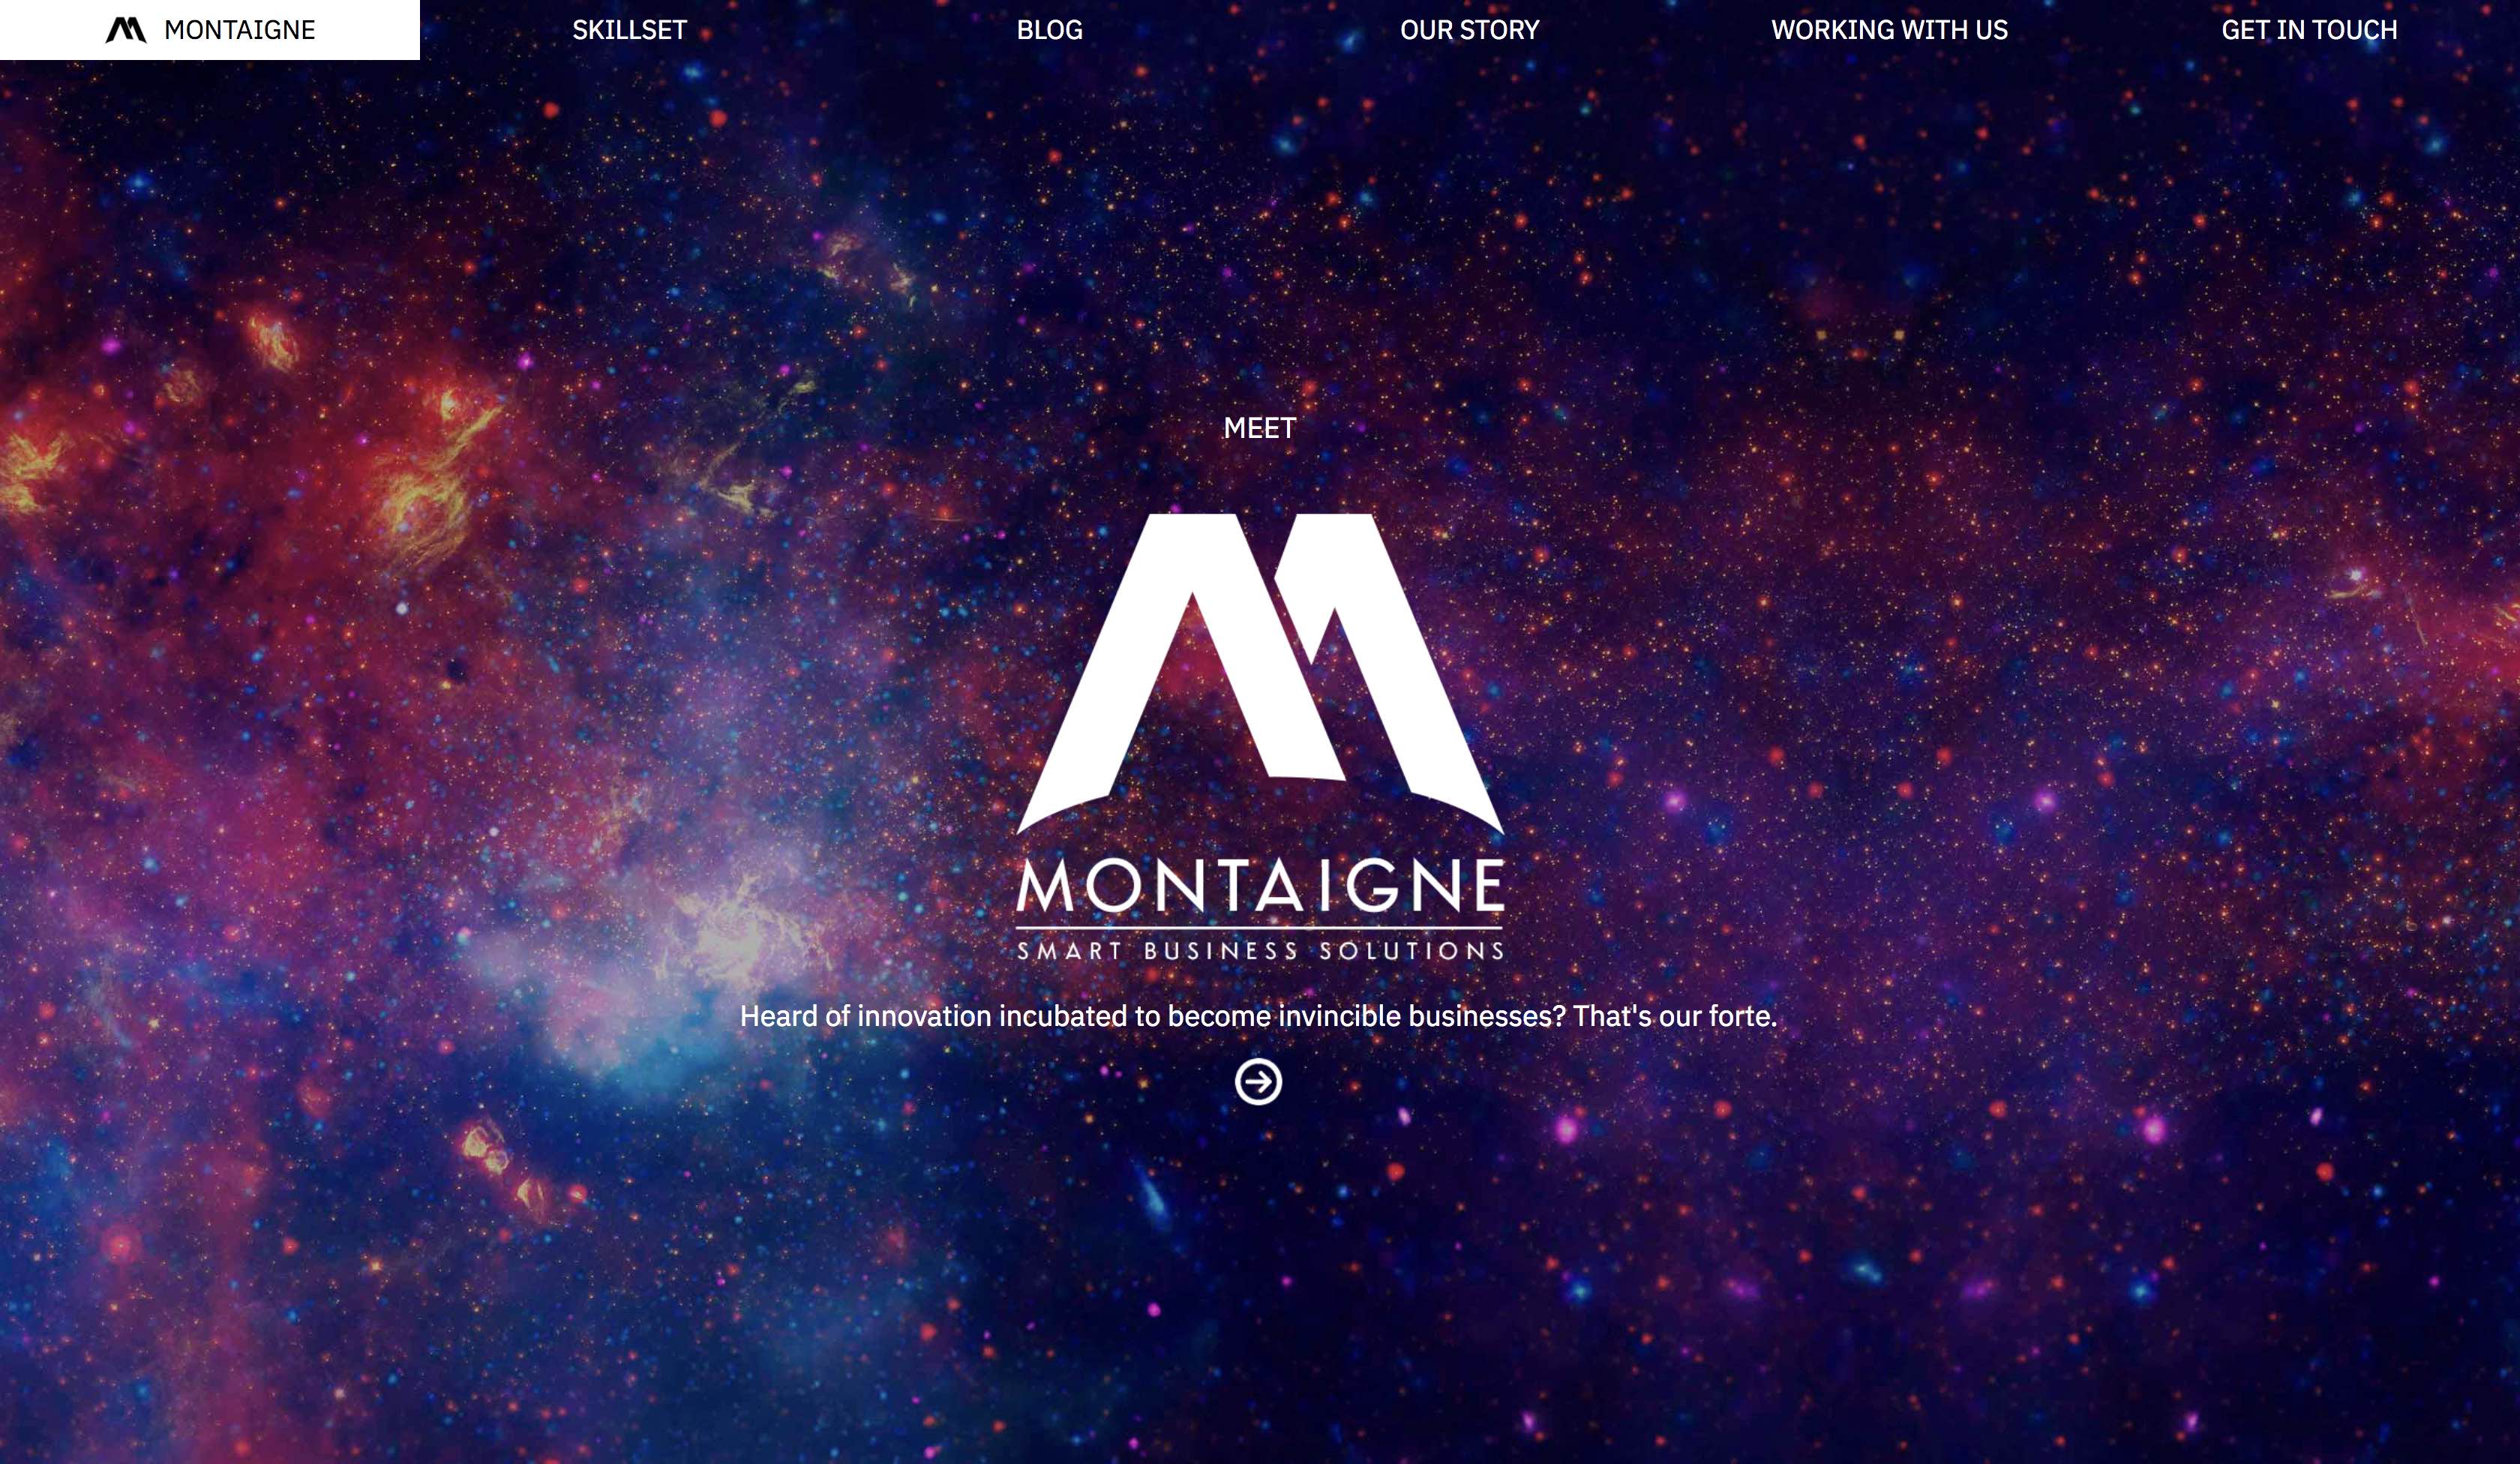 MONTAIGNE
SKILLSET
BLOG
OUR STORY
WORKING WITH US
GET IN TOUCH
MEET
MONTAIGNE
SMART BUSINESS SOLUTIONS
Heard of innovation incubated to become invincible businesses? That's our forte.